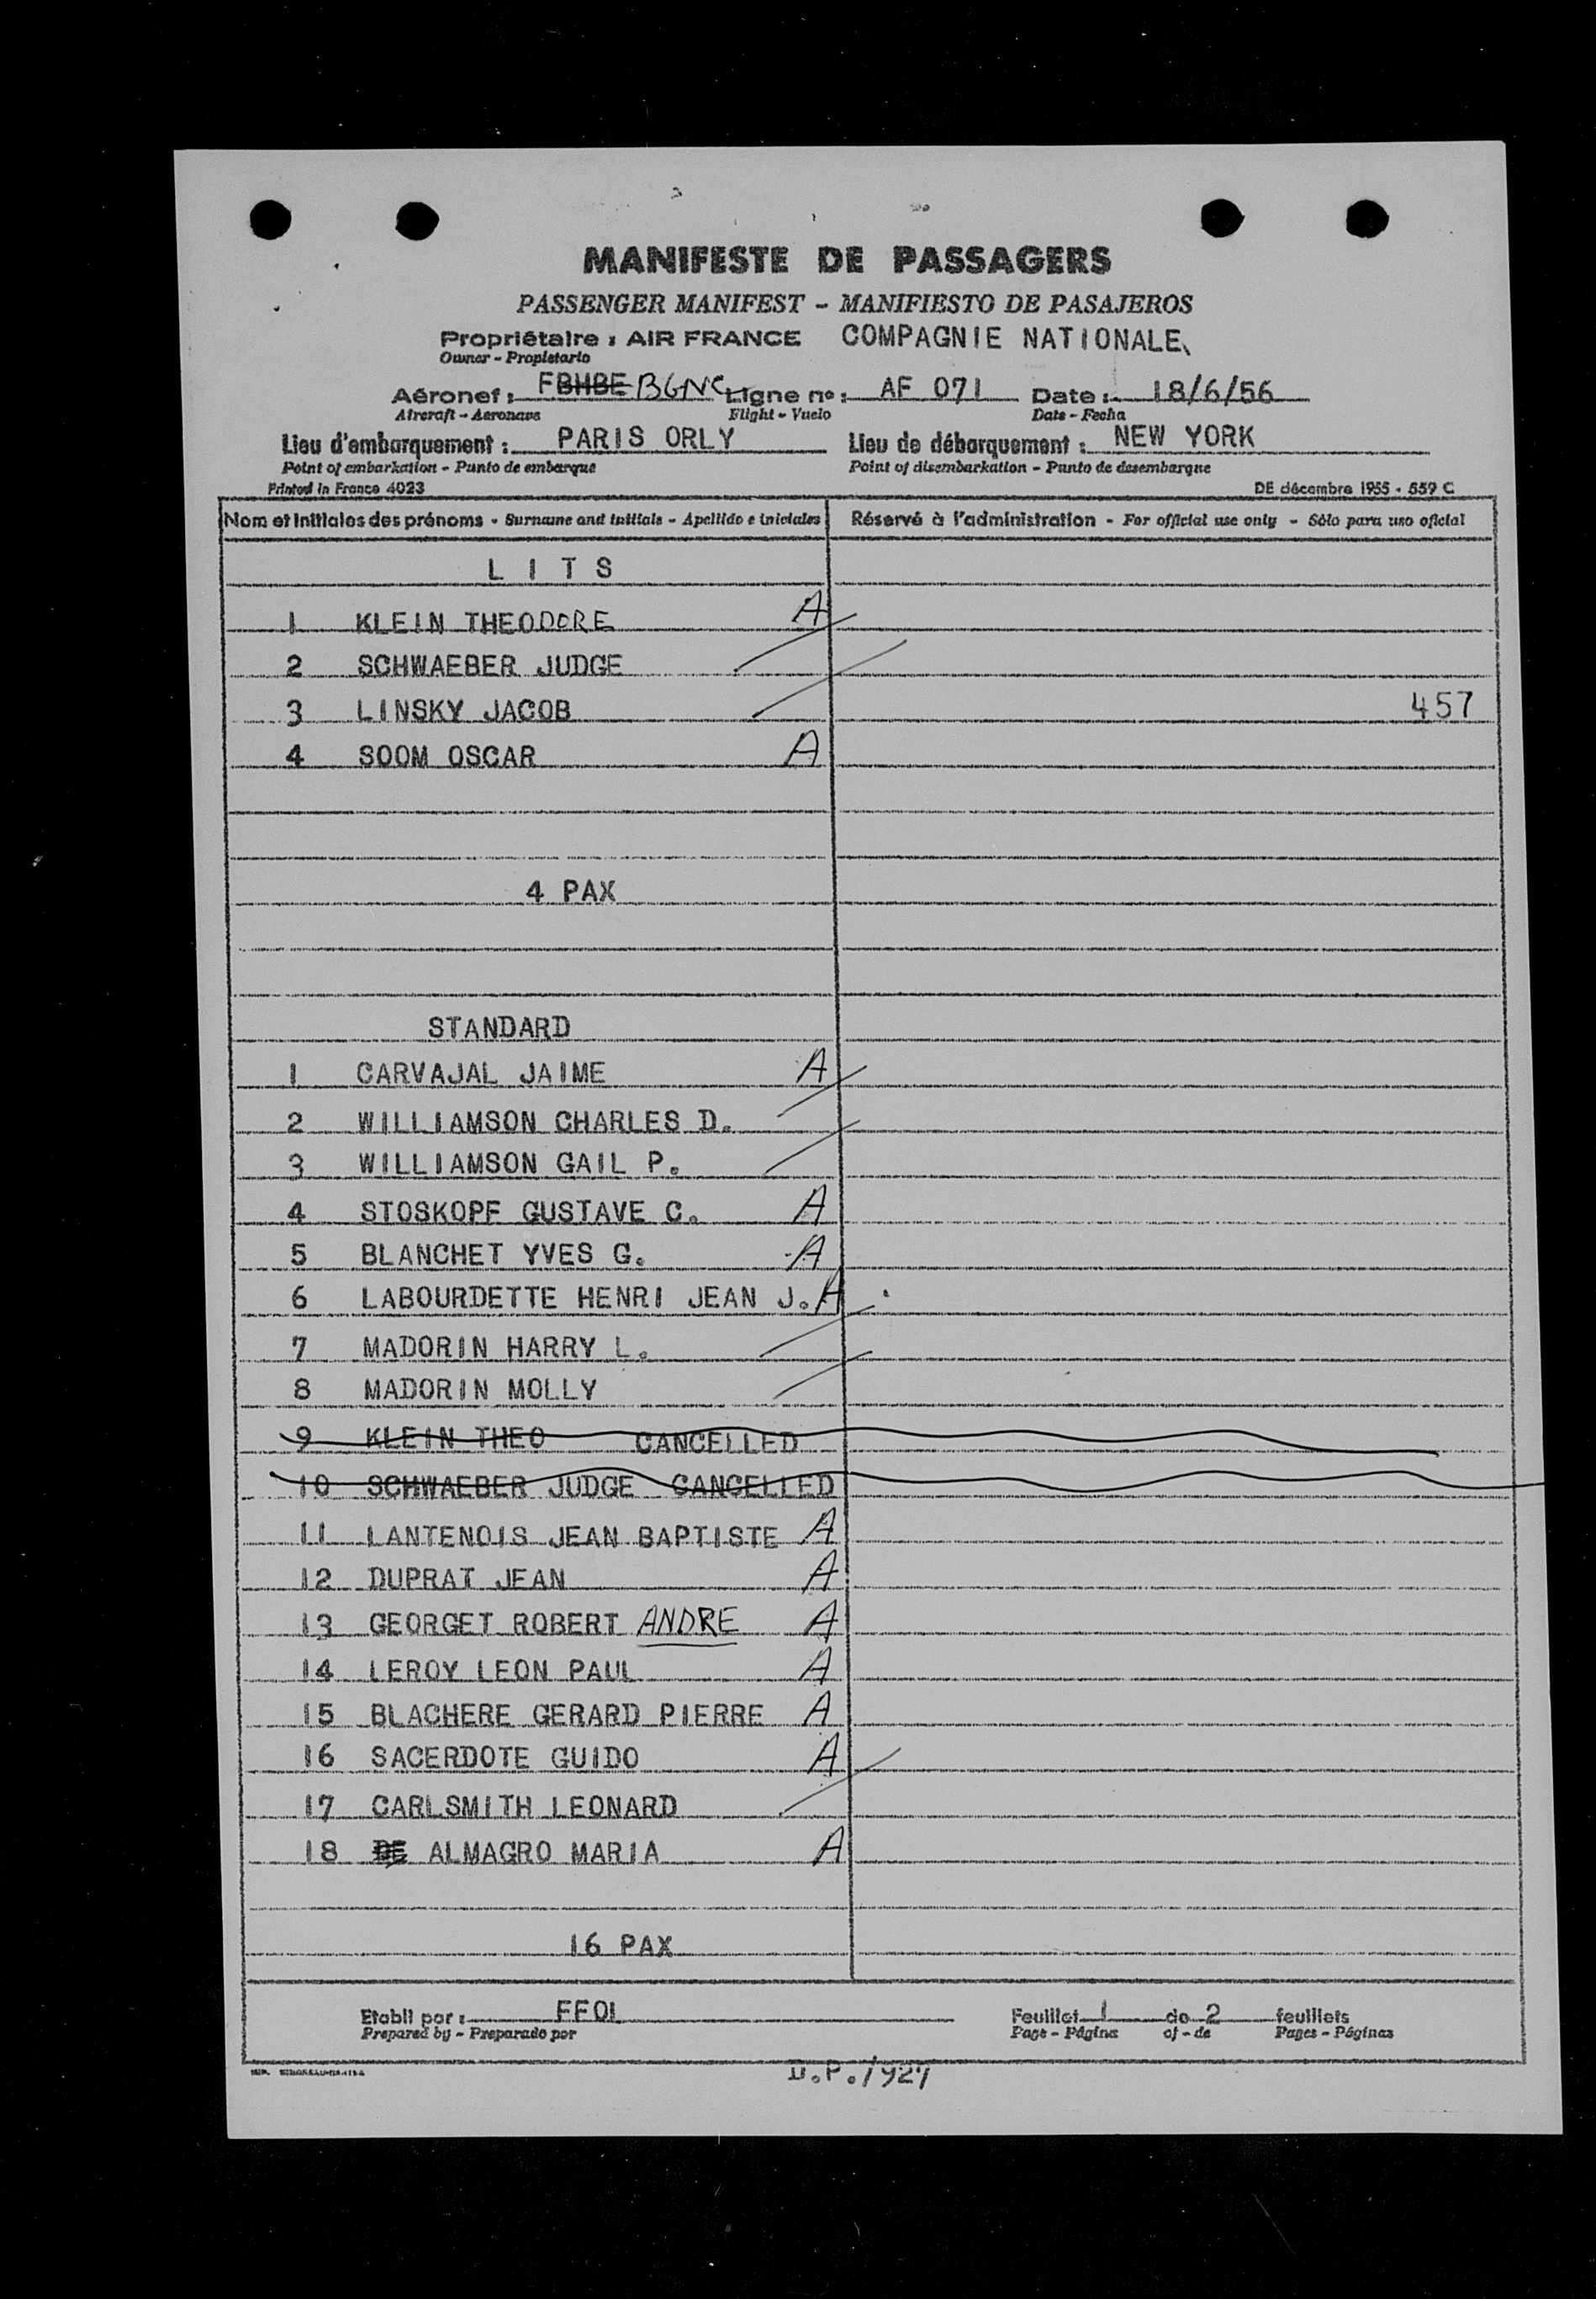 MANIFESTE DE PASSAGERS
PASSENGER MANIFEST - MANIFIESTO DE PASAJEROS
Propriétaire : AIR FRANCE COMPAGNIE NATIONALE
Owner - Propietario
Aéronef : FBHBE BGNC Ligne no : AF 071 Date : 18/6/56
Aircraft - Aeronave Flight - Vuelo Date - Fecha
Lieu d'embarquement : PARIS ORLY Lieu de débarquement : NEW YORK
Point of embarkation - Punto de embarque Point of disembarkation - Punto de desembarque
Printed in France 4023 DE décembre 1955 - 559 C
Nom et Initiales des prénoms - Surname and initials - Apellido e iniciales Réservé à l'administration - For official use only - Sólo para uso oficial
L I T S
1 KLEIN THEODORE A
2 SCHWAEBER JUDGE
3 LINSKY JACOB 457
4 SOOM OSCAR A
4 PAX
STANDARD
1 CARVAJAL JAIME A
2 WILLIAMSON CHARLES D.
3 WILLIAMSON GAIL P.
4 STOSKOPF GUSTAVE C. A
5 BLANCHET YVES G. A
6 LABOURDETTE HENRI JEAN J. A
7 MADORIN HARRY L.
8 MADORIN MOLLY
9 KLEIN THEO CANCELLED
10 SCHWAEBER JUDGE CANCELLED
11 LANTENOIS JEAN BAPTISTE A
12 DUPRAT JEAN A
13 GEORGET ROBERT ANDRE A
14 LEROY LEON PAUL A
15 BLACHERE GERARD PIERRE A
16 SACERDOTE GUIDO A
17 CARLSMITH LEONARD
18 DE ALMAGRO MARIA A
16 PAX
Etabli par : FFOI Feuillet 1 de 2 feuillets
Prepared by - Preparado por Page - Página of - de Pages - Páginas
D.P./927